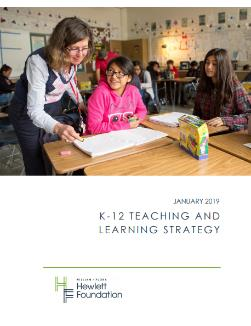 JANUARY 2019
K-12 TEACHING AND
LEARNING STRATEGY
WILLIAM + FLORA
Hewlett
Foundation